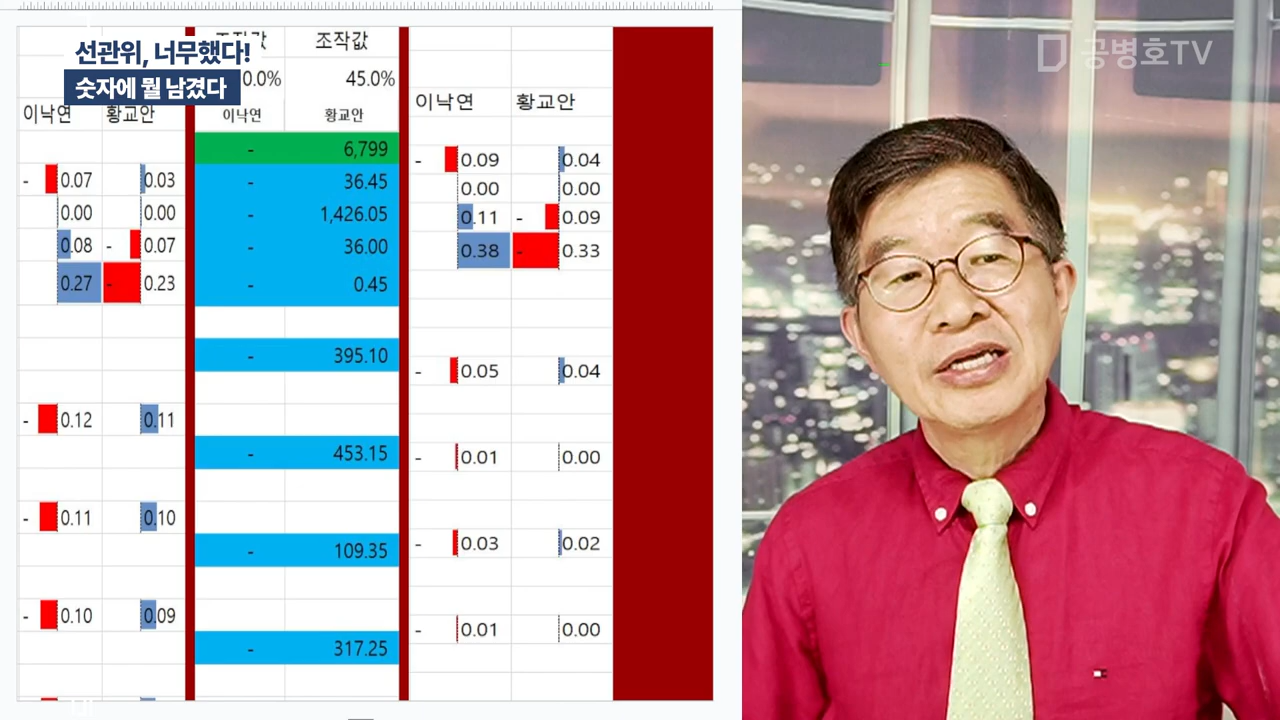 선관위, 너무했다!
숫자에 뭘 남겼다
공병호TV
조작값 조작값
0.0% 45.0%
이낙연 황교안 이낙연 황교안 이낙연 황교안
- 6,799
- 0.07 0.03 - 36.45 - 0.09 0.04
0.00 0.00 - 1,426.05 0.00 0.00
0.08 - 0.07 - 36.00 0.11 - 0.09
0.27 - 0.23 - 0.45 0.38 - 0.33
- 395.10 - 0.05 0.04
- 0.12 0.11
- 453.15 - 0.01 0.00
- 0.11 0.10
- 109.35 - 0.03 0.02
- 0.10 0.09
- 317.25 - 0.01 0.00